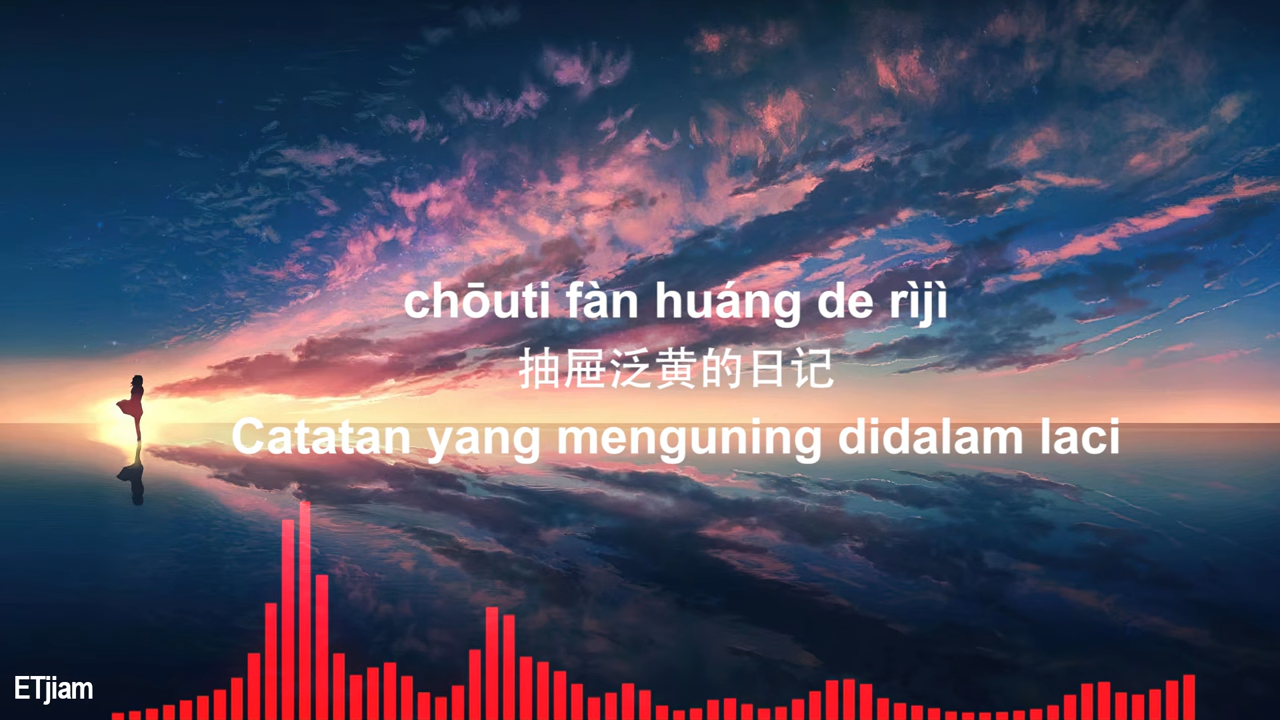 chōuti fàn huáng de rìjì
抽屉泛黄的日记
Catatan yang menguning didalam laci
ETjiam